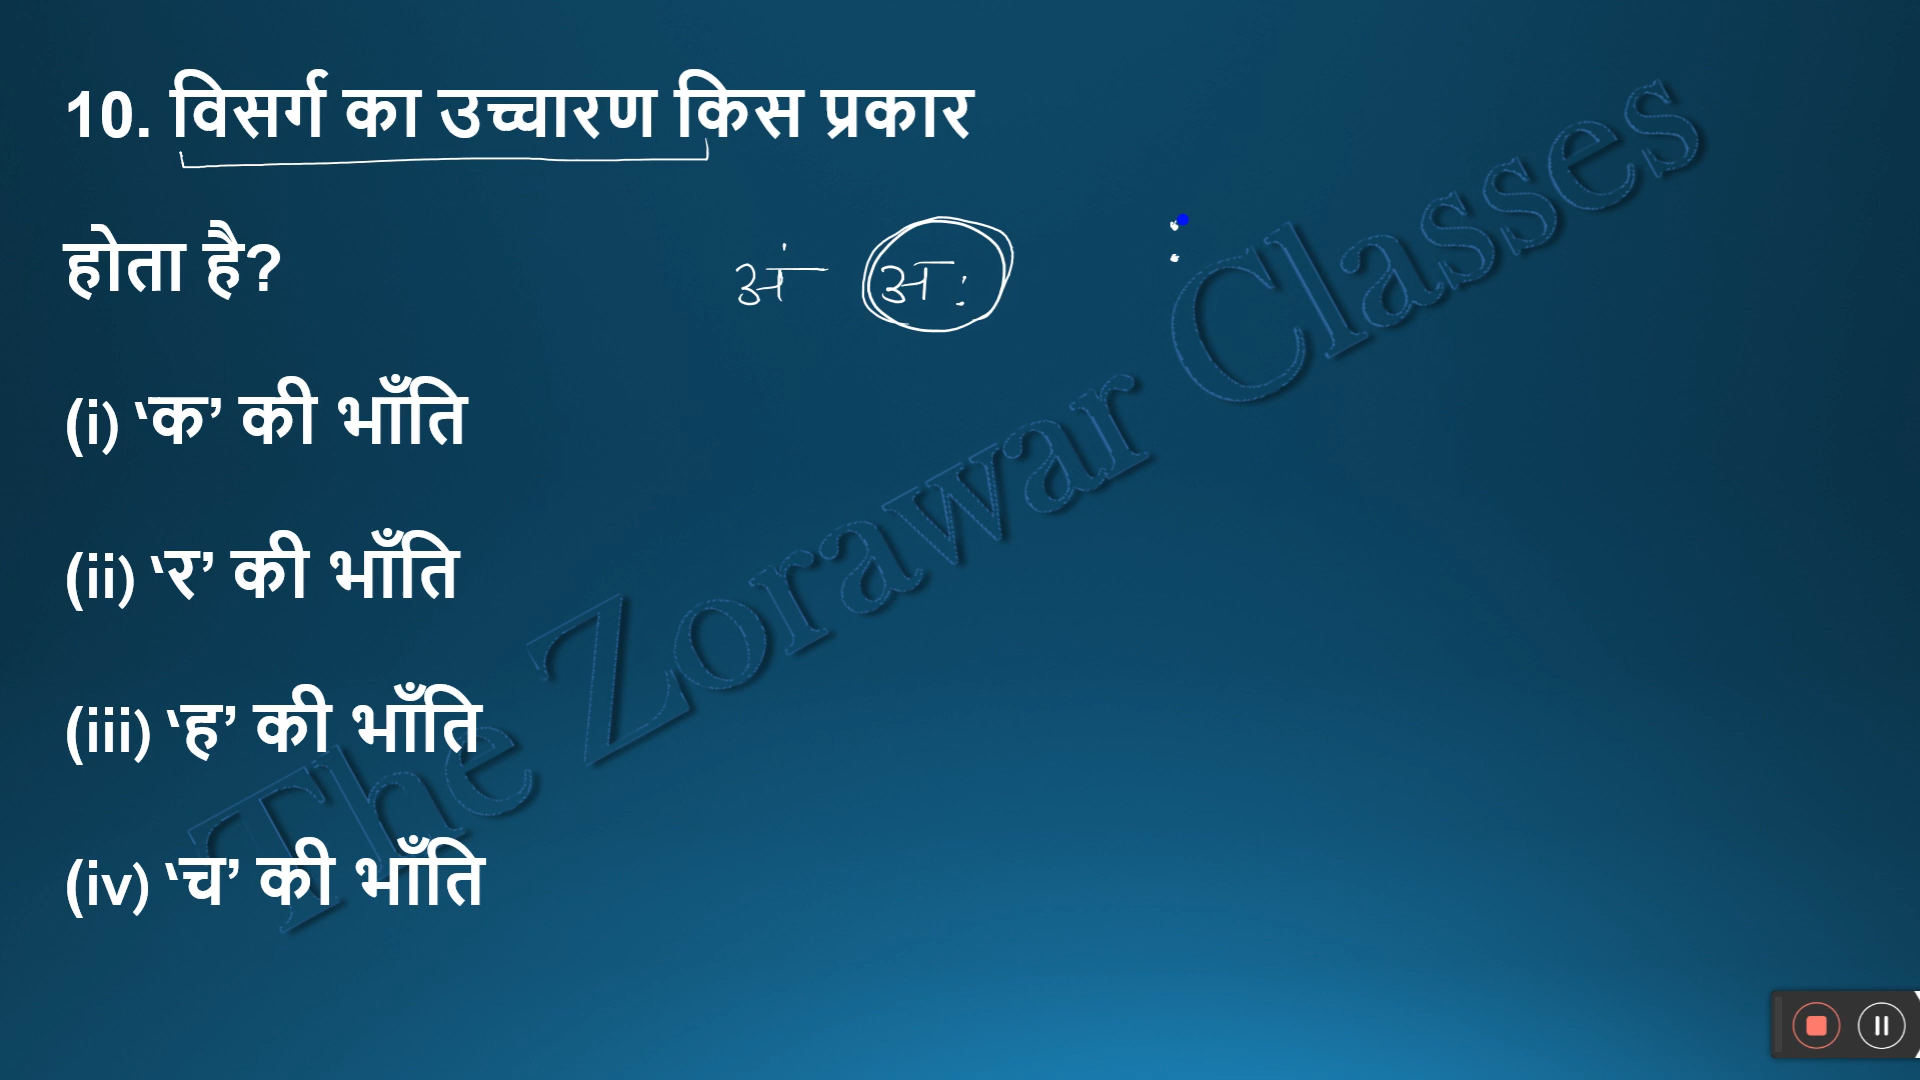 10. विसर्ग का उच्चारण किस प्रकार
होता है?
अं अः :
(i) ‘क’ की भाँति
(ii) ‘र’ की भाँति
(iii) ‘ह’ की भाँति
(iv) ‘च’ की भाँति
The Zorawar Classes